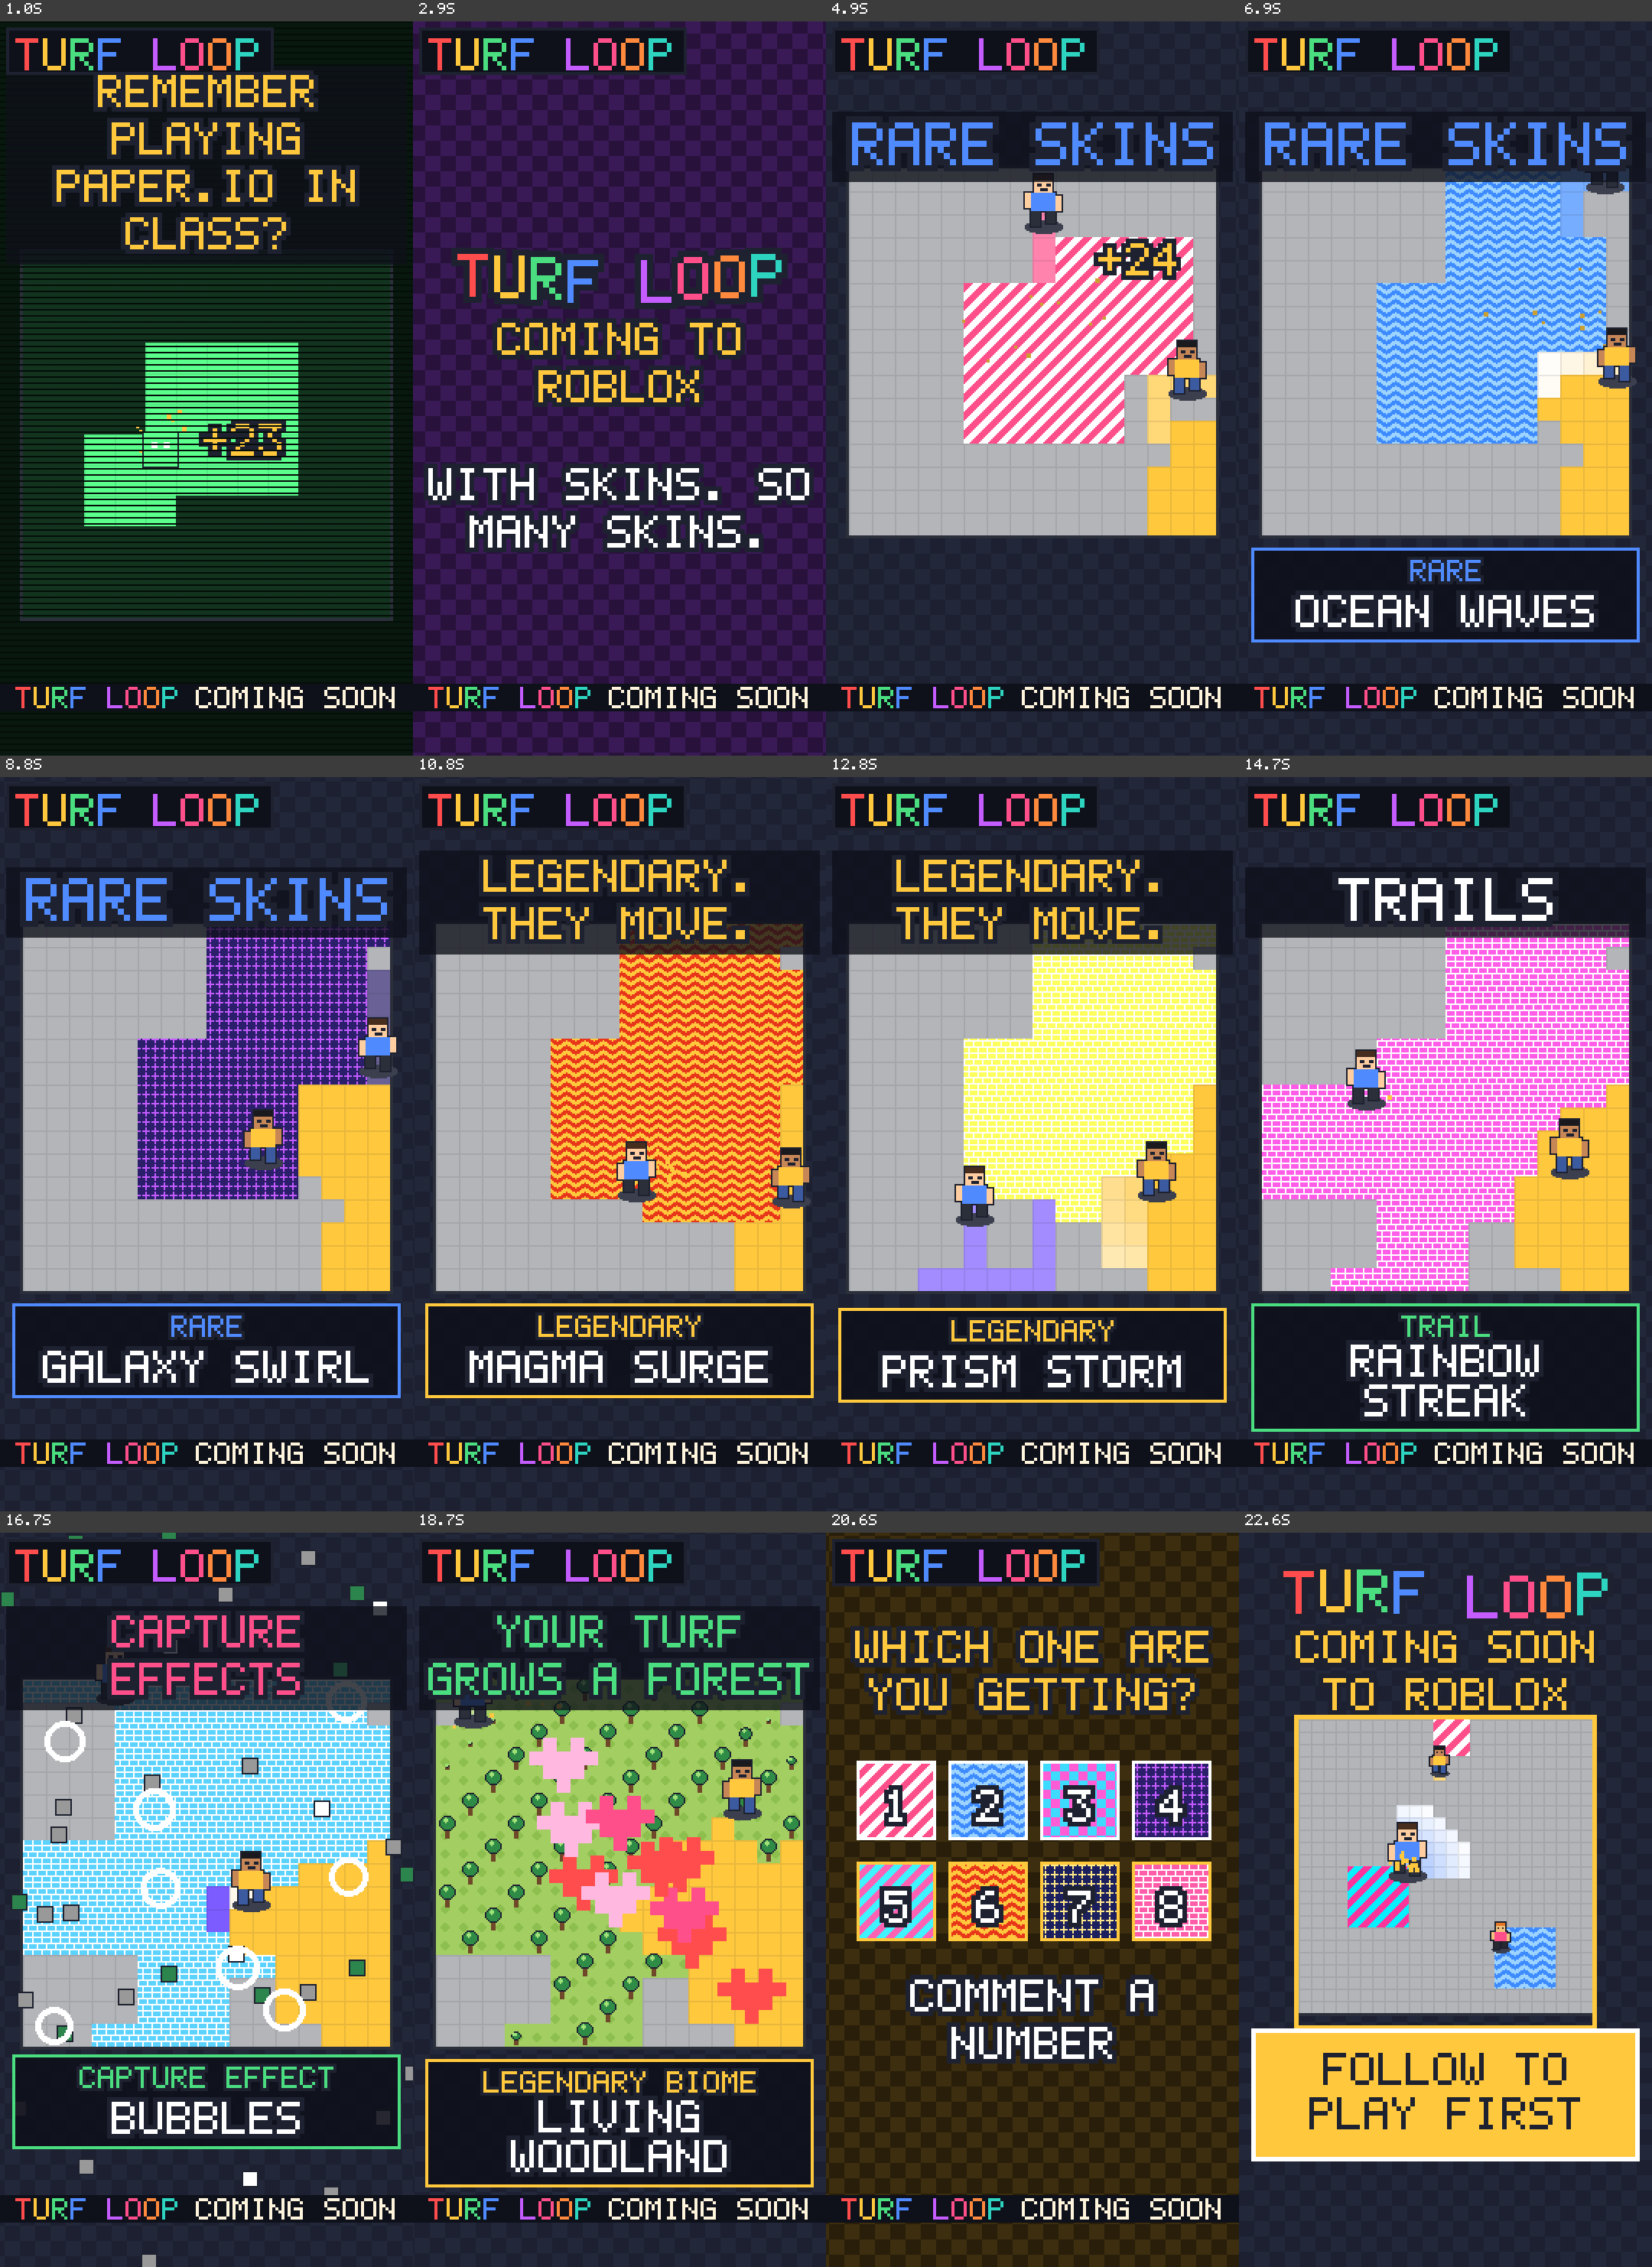 1.0S
TURF LOOP
REMEMBER
PLAYING
PAPER.IO IN
CLASS?
+23
TURF LOOP COMING SOON
2.9S
TURF LOOP
TURF LOOP
COMING TO
ROBLOX
WITH SKINS. SO
MANY SKINS.
TURF LOOP COMING SOON
4.9S
TURF LOOP
RARE SKINS
+24
TURF LOOP COMING SOON
6.9S
TURF LOOP
RARE SKINS
RARE
OCEAN WAVES
TURF LOOP COMING SOON
8.8S
TURF LOOP
RARE SKINS
RARE
GALAXY SWIRL
TURF LOOP COMING SOON
10.8S
TURF LOOP
LEGENDARY.
THEY MOVE.
LEGENDARY
MAGMA SURGE
TURF LOOP COMING SOON
12.8S
TURF LOOP
LEGENDARY.
THEY MOVE.
LEGENDARY
PRISM STORM
TURF LOOP COMING SOON
14.7S
TURF LOOP
TRAILS
TRAIL
RAINBOW
STREAK
TURF LOOP COMING SOON
16.7S
TURF LOOP
CAPTURE
EFFECTS
CAPTURE EFFECT
BUBBLES
18.7S
TURF LOOP
YOUR TURF
GROWS A FOREST
LEGENDARY BIOME
LIVING
WOODLAND
TURF LOOP COMING SOON
TURF LOOP COMING SOON
20.6S
TURF LOOP
WHICH ONE ARE
YOU GETTING?
1 2 3 4
5 6 7 8
COMMENT A
NUMBER
TURF LOOP COMING SOON
22.6S
TURF LOOP
COMING SOON
TO ROBLOX
FOLLOW TO
PLAY FIRST